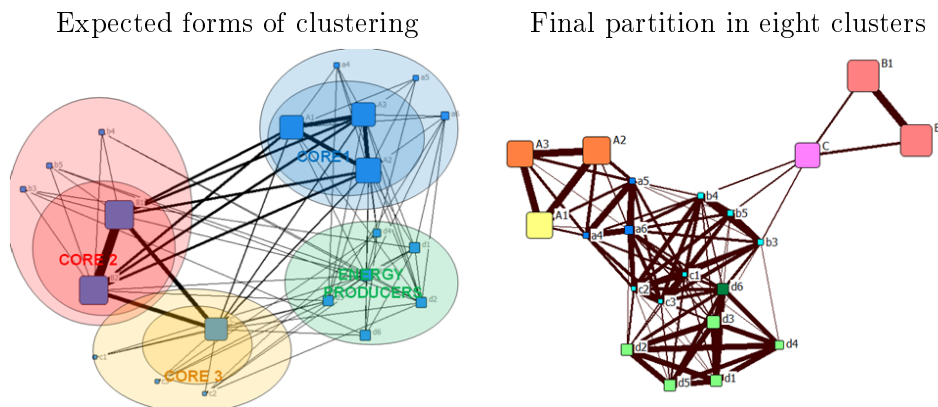 Expected forms of clustering
Final partition in eight clusters
a4
a5
A1
A3
a6
CORE 1
A2
b4
b5
b3
CORE 2
d4
d1
ENERGY
PRODUCERS
d2
d6
c1
CORE 3
c2
B1
B
C
A3
A2
A1
a5
a4
a6
b4
b5
b3
c1
c2
c3
d6
d3
d2
d4
d5
d1